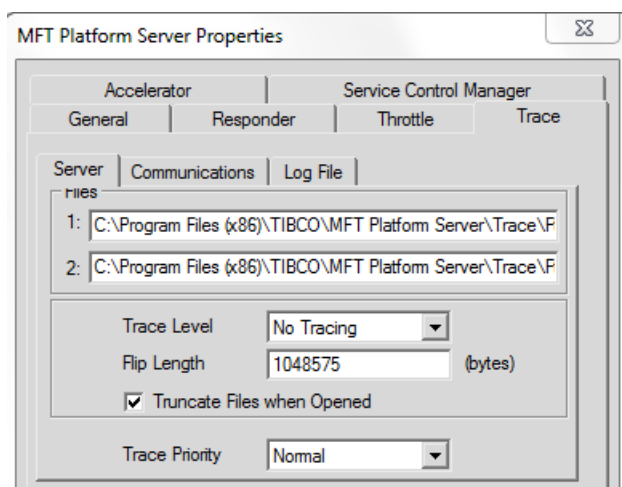 MFT Platform Server Properties
Accelerator Service Control Manager
General Responder Throttle Trace
Server Communications Log File
Files
1: C:\Program Files (x86)\TIBCO\MFT Platform Server\Trace\F
2: C:\Program Files (x86)\TIBCO\MFT Platform Server\Trace\F
Trace Level No Tracing
Flip Length 1048575 (bytes)
Truncate Files when Opened
Trace Priority Normal